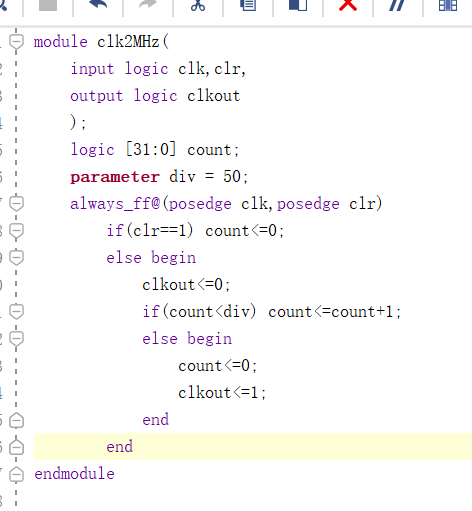 module clk2MHz(
input logic clk,clr,
output logic clkout
);
logic [31:0] count;
parameter div = 50;
always_ff@(posedge clk,posedge clr)
if(clr==1) count<=0;
else begin
clkout<=0;
if(count<div) count<=count+1;
else begin
count<=0;
clkout<=1;
end
end
endmodule